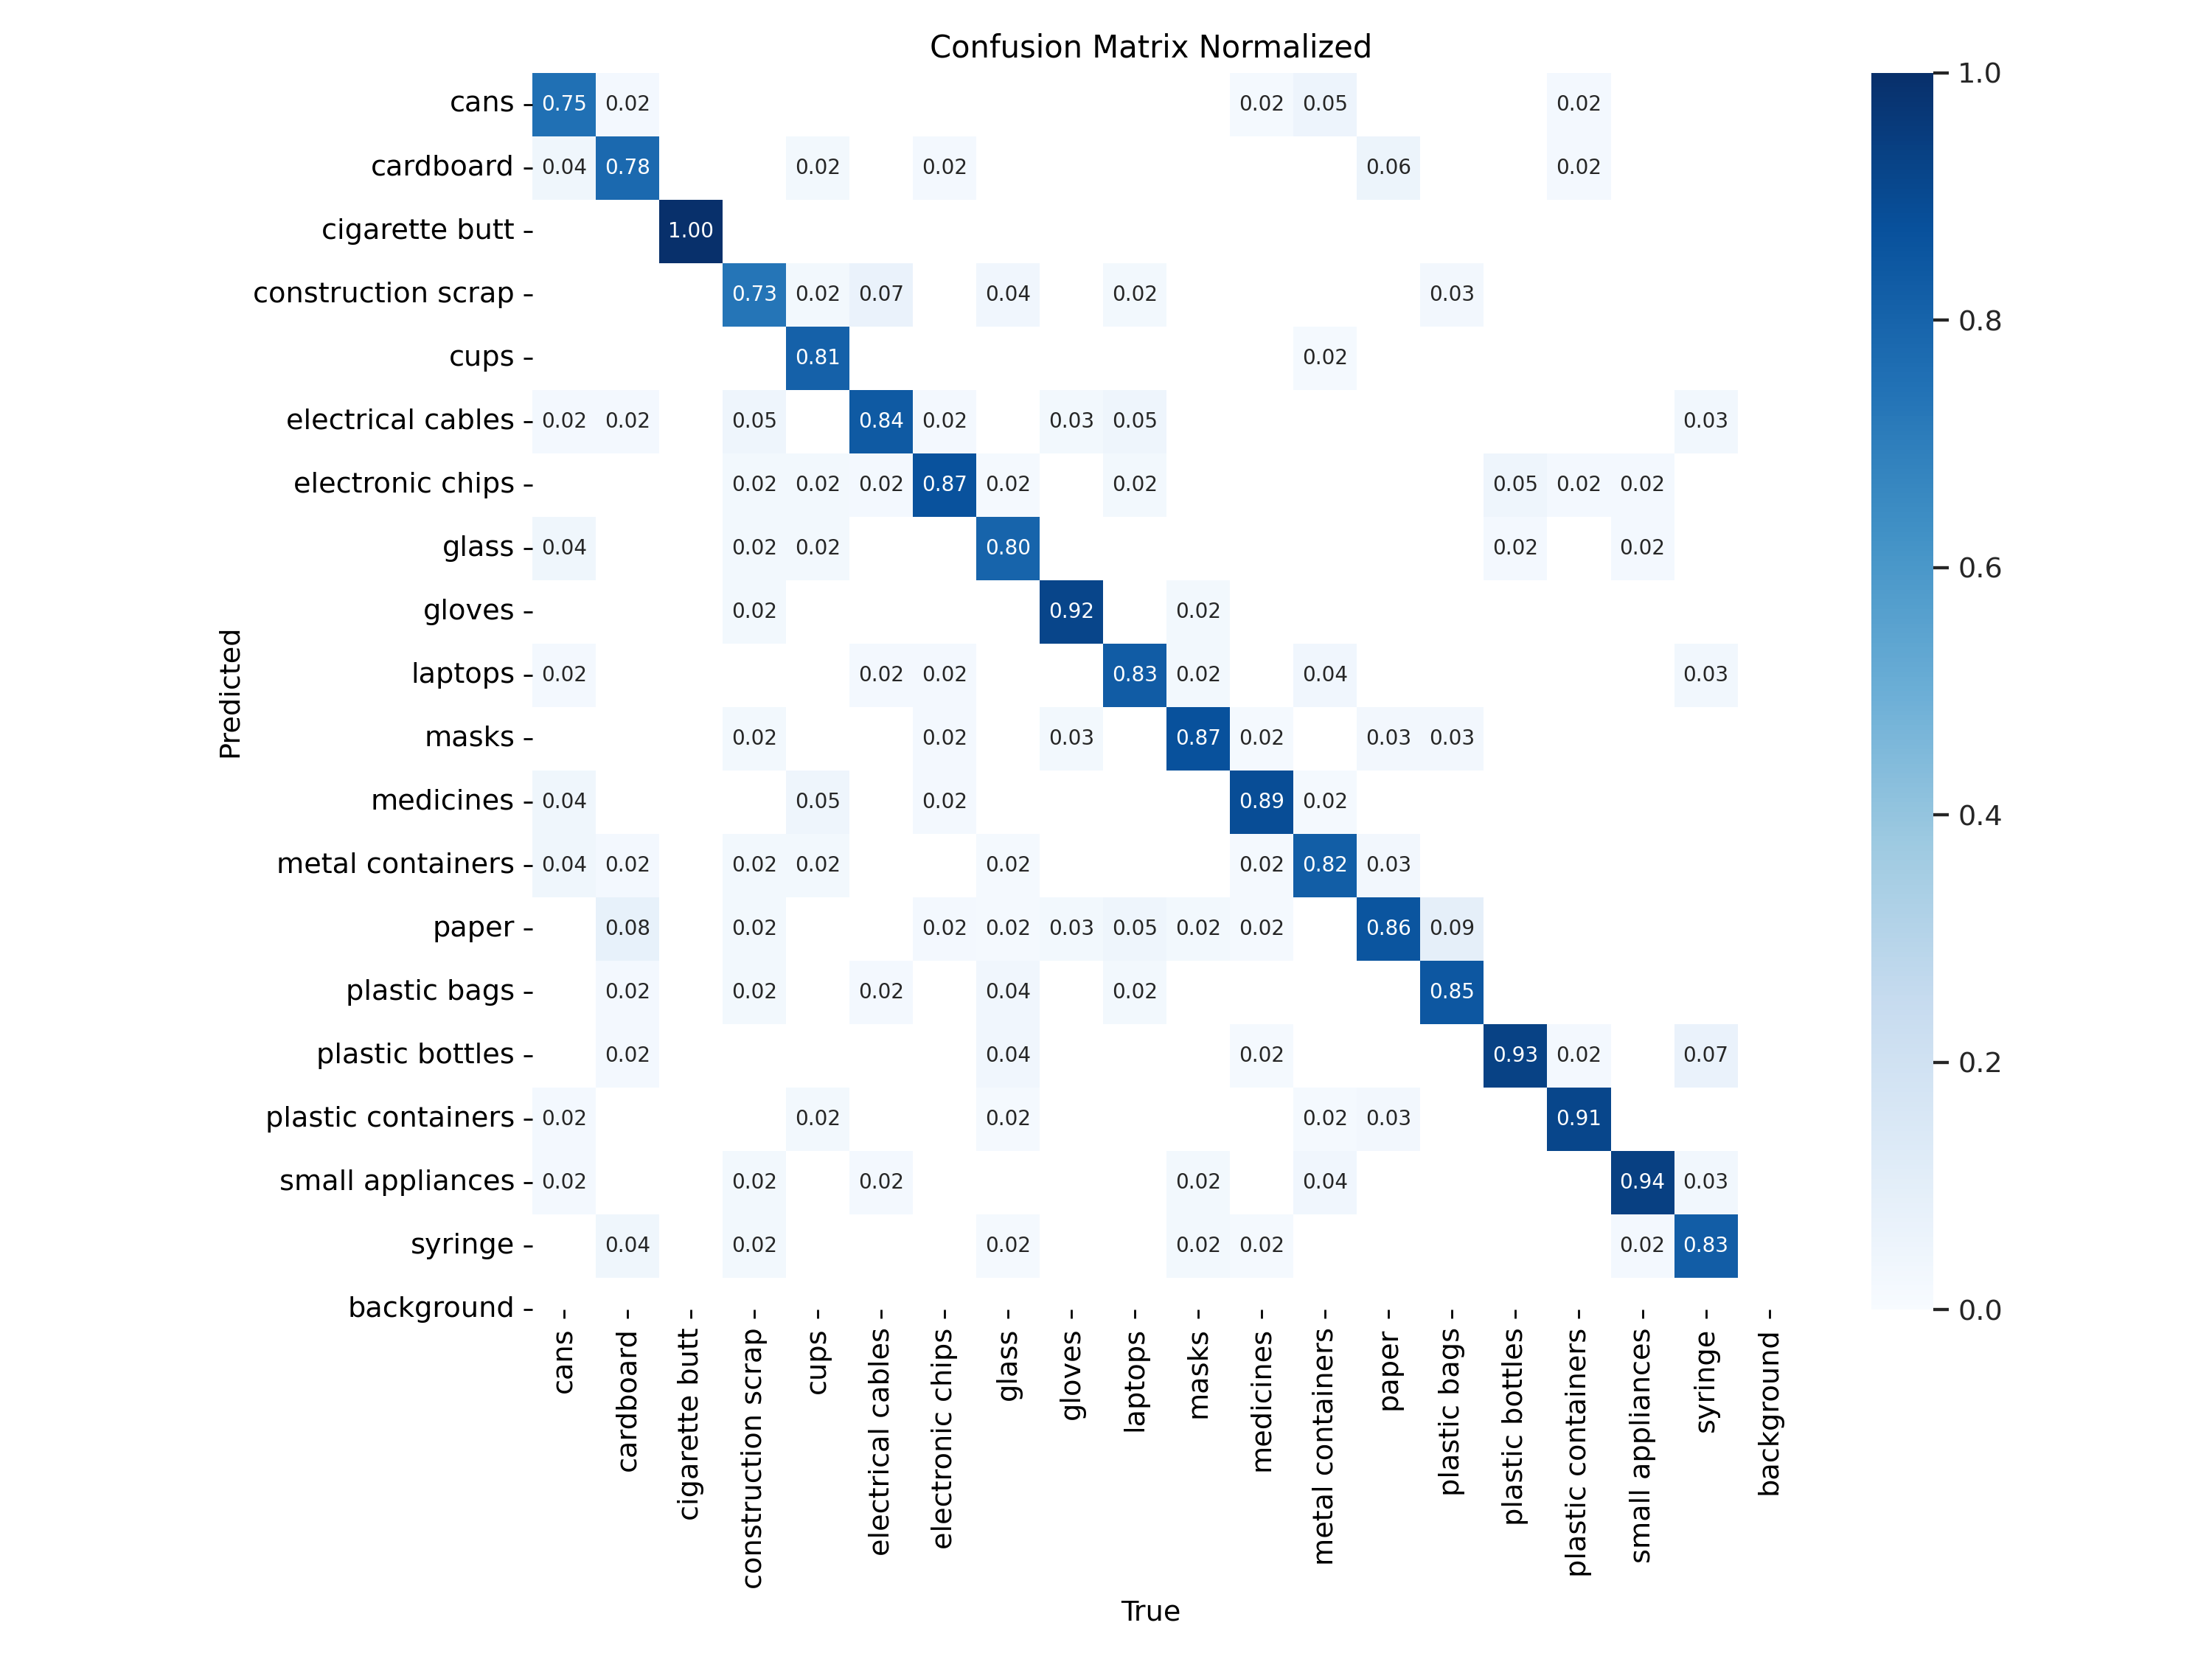 Confusion Matrix Normalized
cans 0.75 0.02 0.02 0.05 0.02
cardboard 0.04 0.78 0.02 0.02 0.06 0.02
cigarette butt 1.00
construction scrap 0.73 0.02 0.07 0.04 0.02 0.03
cups 0.81 0.02
electrical cables 0.02 0.02 0.05 0.84 0.02 0.03 0.05 0.03
electronic chips 0.02 0.02 0.02 0.87 0.02 0.02 0.05 0.02 0.02
glass 0.04 0.02 0.02 0.80 0.02 0.02
gloves 0.02 0.92 0.02
laptops 0.02 0.02 0.02 0.83 0.02 0.04 0.03
masks 0.02 0.02 0.03 0.87 0.02 0.03 0.03
medicines 0.04 0.05 0.02 0.89 0.02
metal containers 0.04 0.02 0.02 0.02 0.02 0.02 0.82 0.03
paper 0.08 0.02 0.02 0.02 0.03 0.05 0.02 0.02 0.86 0.09
plastic bags 0.02 0.02 0.02 0.04 0.02 0.85
plastic bottles 0.02 0.04 0.02 0.93 0.02 0.07
plastic containers 0.02 0.02 0.02 0.02 0.03 0.91
small appliances 0.02 0.02 0.02 0.02 0.04 0.94 0.03
syringe 0.04 0.02 0.02 0.02 0.02 0.02 0.83
background
Predicted
cans
cardboard
cigarette butt
construction scrap
cups
electrical cables
electronic chips
glass
gloves
laptops
masks
medicines
metal containers
paper
plastic bags
plastic bottles
plastic containers
small appliances
syringe
background
True
1.0
0.8
0.6
0.4
0.2
0.0